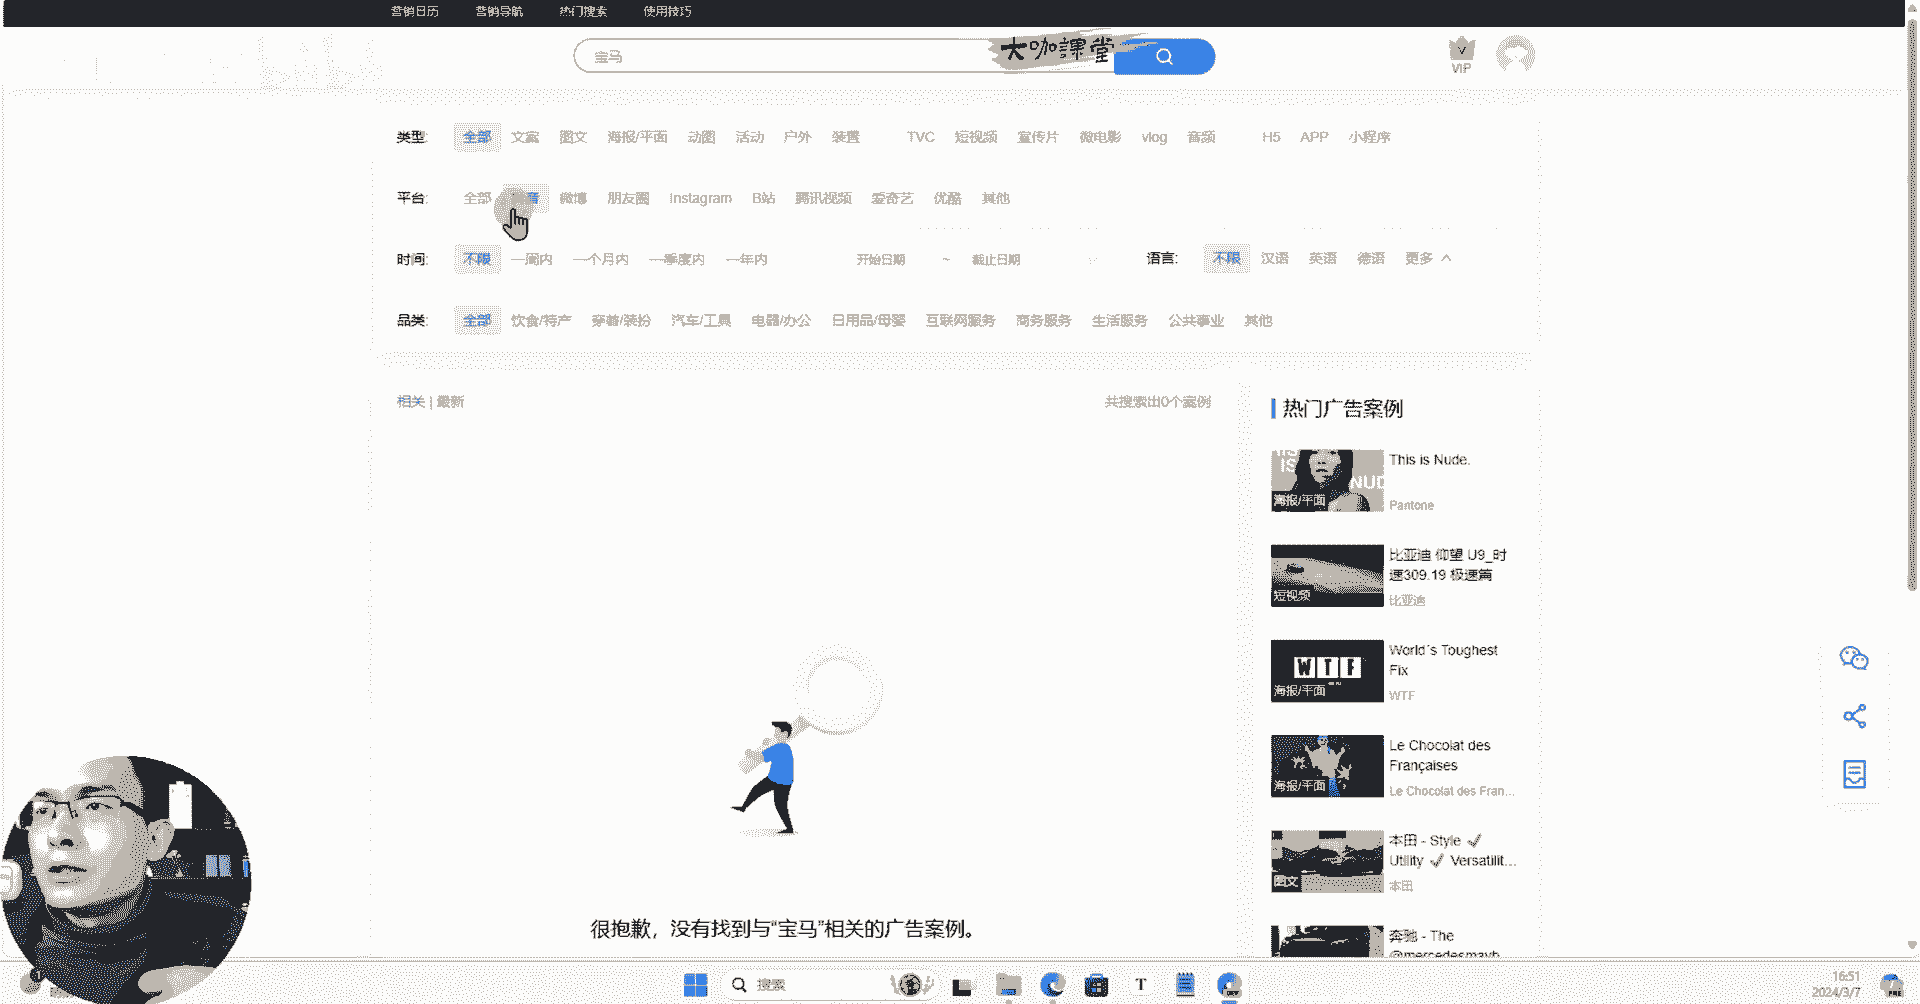 营销日历 营销导航 热门搜索 使用技巧
宝马
大咖課堂
VIP
类型: 全部 文案 图文 海报/平面 动图 活动 户外 装置 TVC 短视频 宣传片 微电影 vlog 音频 H5 APP 小程序
平台: 全部 音 微博 朋友圈 Instagram B站 腾讯视频 爱奇艺 优酷 其他
时间: 不限 一周内 一个月内 一季度内 一年内 开始日期 ~ 截止日期 语言: 不限 汉语 英语 德语 更多
品类: 全部 饮食/特产 穿着/装扮 汽车/工具 电器/办公 日用品/母婴 互联网服务 商务服务 生活服务 公共事业 其他
相关 | 最新 共搜索出0个案例
热门广告案例
This is Nude.
海报/平面
Pantone
比亚迪 仰望 U9_时
速309.19 极速篇
短视频
比亚迪
World´s Toughest
Fix
WTF
海报/平面
WTF
Le Chocolat des
Françaises
海报/平面
Le Chocolat des Fran...
本田 - Style ✓
Utility ✓ Versatilit...
图文
本田
奔驰 - The
@mercedesmayb
很抱歉，没有找到与“宝马”相关的广告案例。
搜索
16:51
2024/3/7